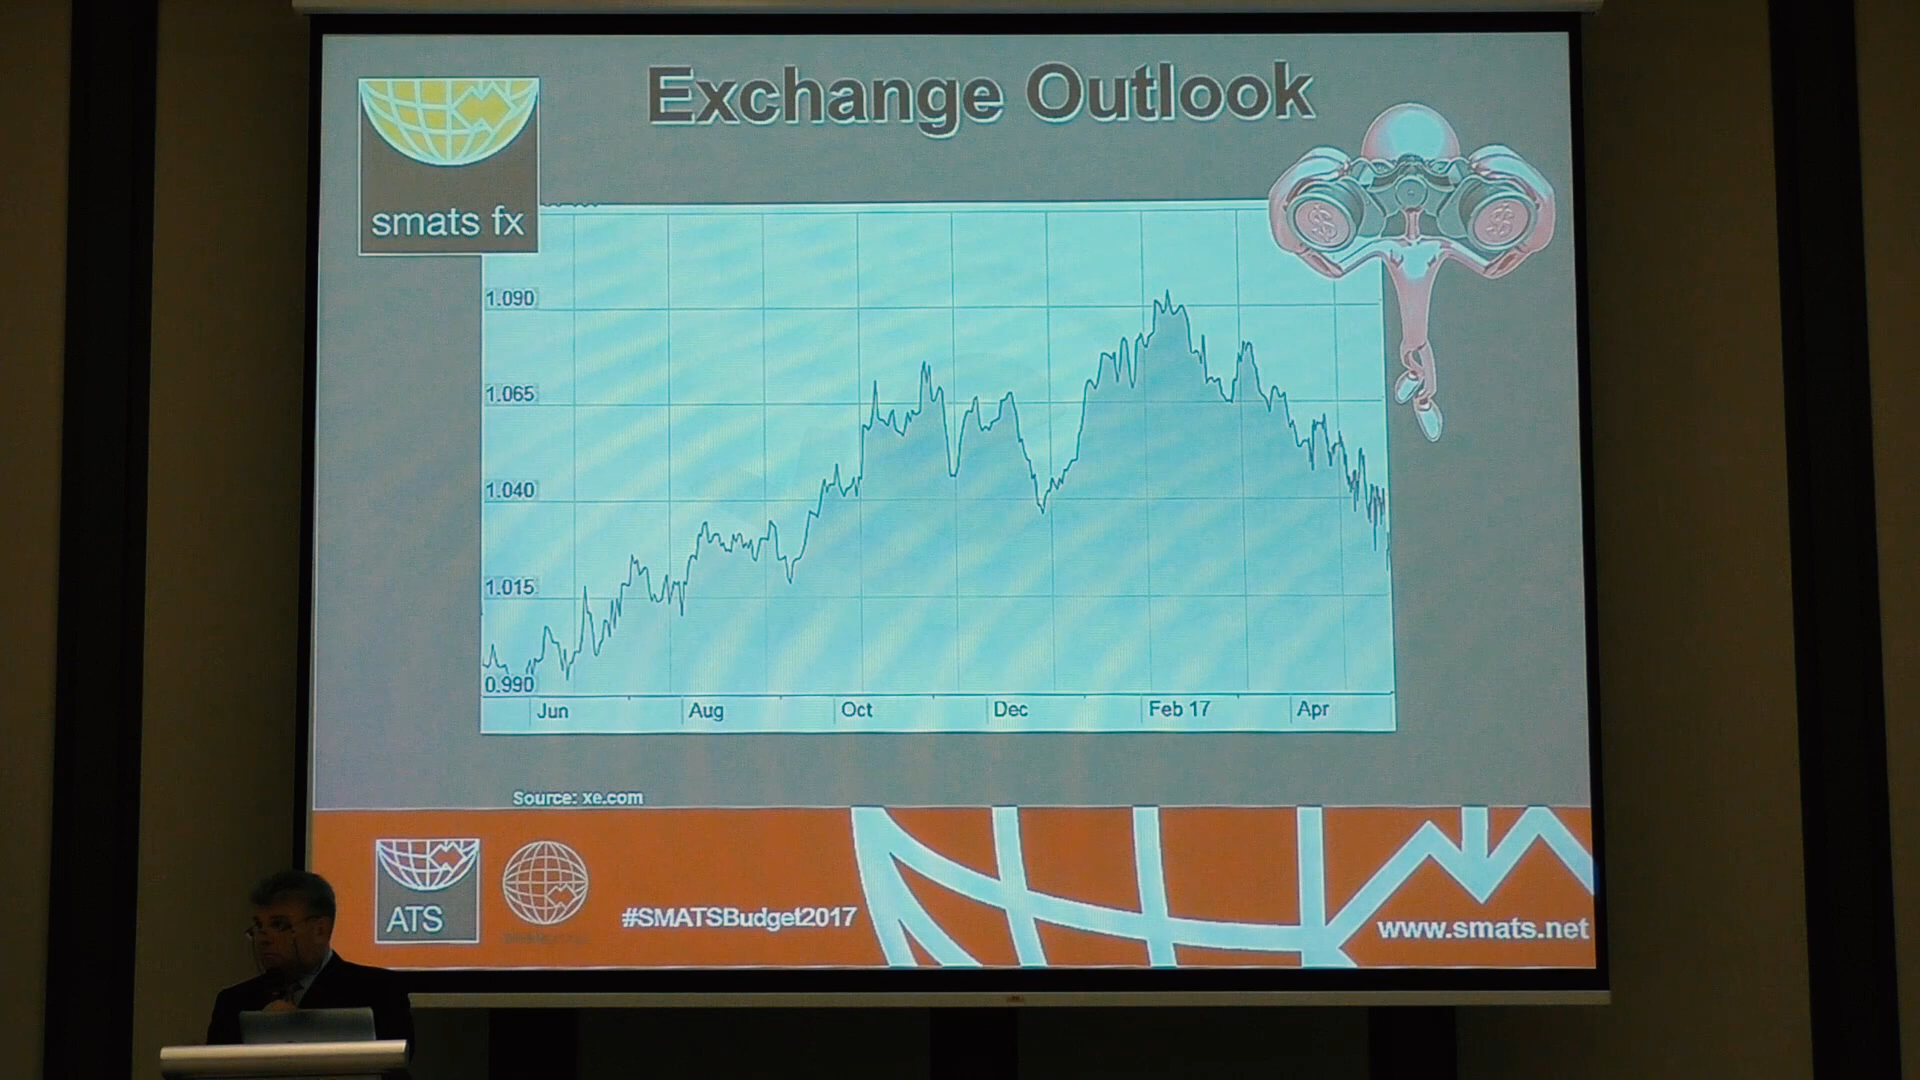 Exchange Outlook
smats fx
1.090
1.065
1.040
1.015
0.990
Jun Aug Oct Dec Feb 17 Apr
Source: xe.com
ATS
#SMATSBudget2017
www.smats.net